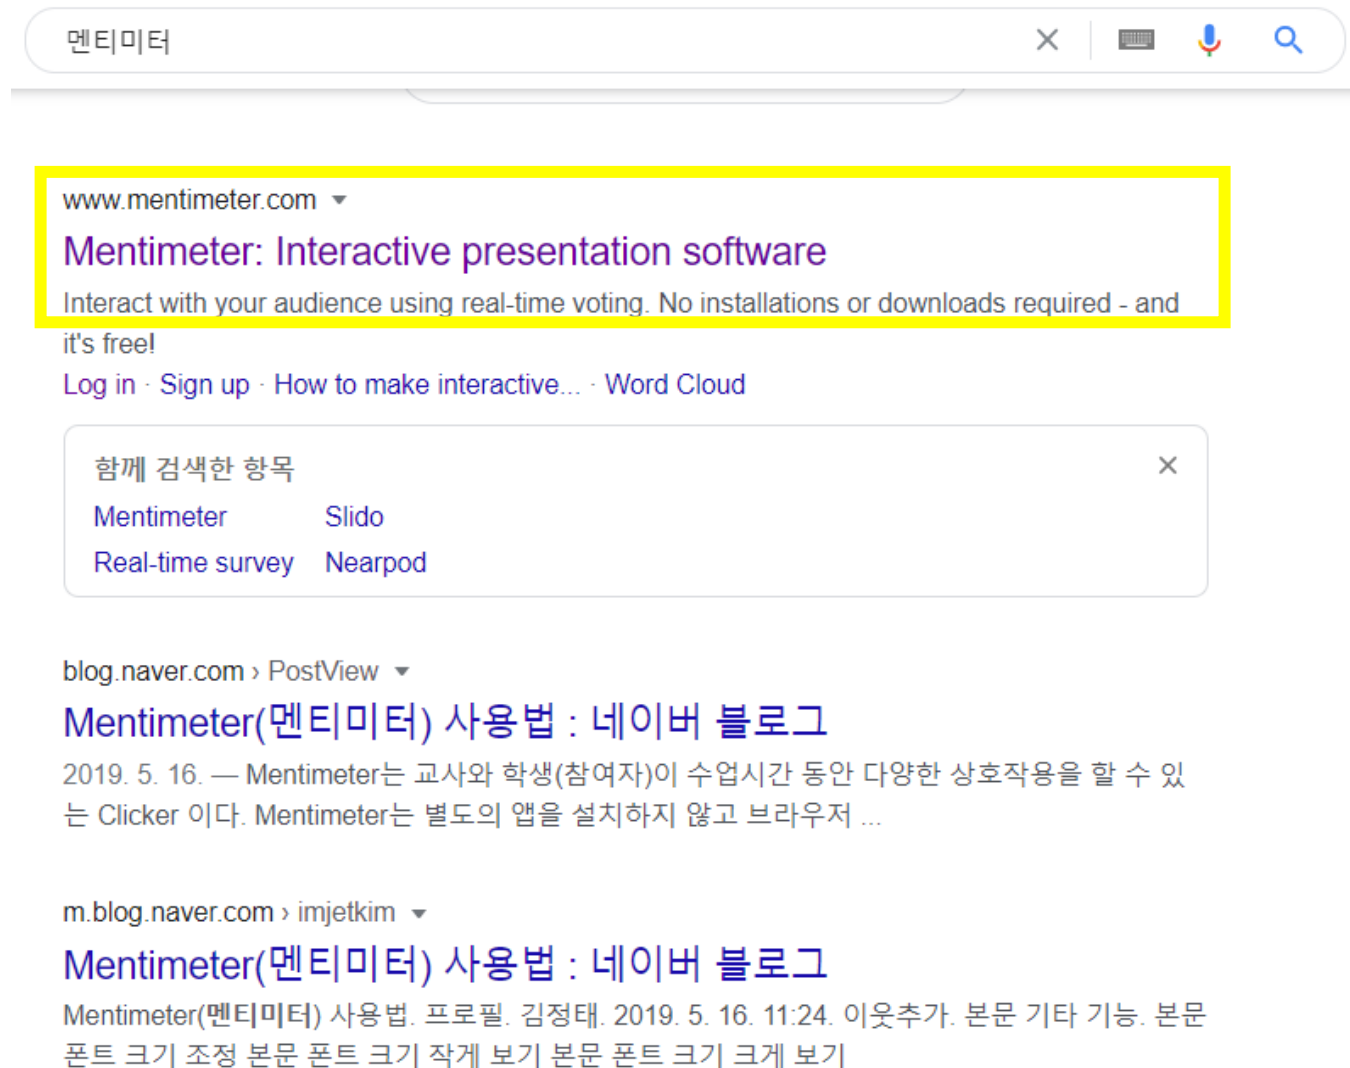 멘티미터
www.mentimeter.com
Mentimeter: Interactive presentation software
Interact with your audience using real-time voting. No installations or downloads required - and
it's free!
Log in · Sign up · How to make interactive... · Word Cloud
함께 검색한 항목
Mentimeter Slido
Real-time survey Nearpod
blog.naver.com › PostView
Mentimeter(멘티미터) 사용법 : 네이버 블로그
2019. 5. 16. — Mentimeter는 교사와 학생(참여자)이 수업시간 동안 다양한 상호작용을 할 수 있
는 Clicker 이다. Mentimeter는 별도의 앱을 설치하지 않고 브라우저 ...
m.blog.naver.com › imjetkim
Mentimeter(멘티미터) 사용법 : 네이버 블로그
Mentimeter(멘티미터) 사용법. 프로필. 김정태. 2019. 5. 16. 11:24. 이웃추가. 본문 기타 기능. 본문
폰트 크기 조정 본문 폰트 크기 작게 보기 본문 폰트 크기 크게 보기